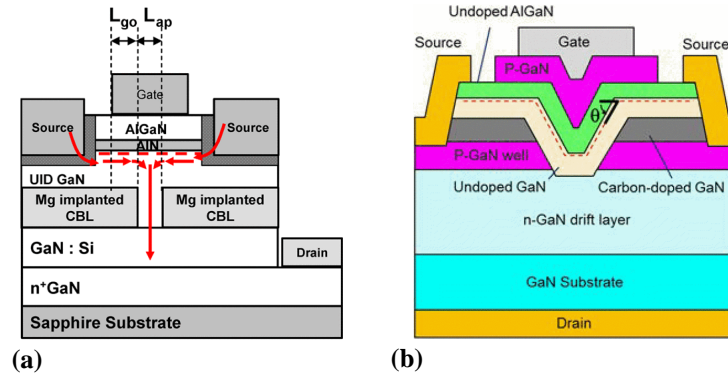 Lgo Lap
Gate
Source
AlGaN
AlN
Source
UID GaN
Mg implanted
CBL
Mg implanted
CBL
GaN : Si
Drain
n+GaN
Sapphire Substrate
(a)
Undoped AlGaN
Source
Gate
Source
P-GaN
θ
P-GaN well
Undoped GaN
Carbon-doped GaN
n-GaN drift layer
GaN Substrate
Drain
(b)